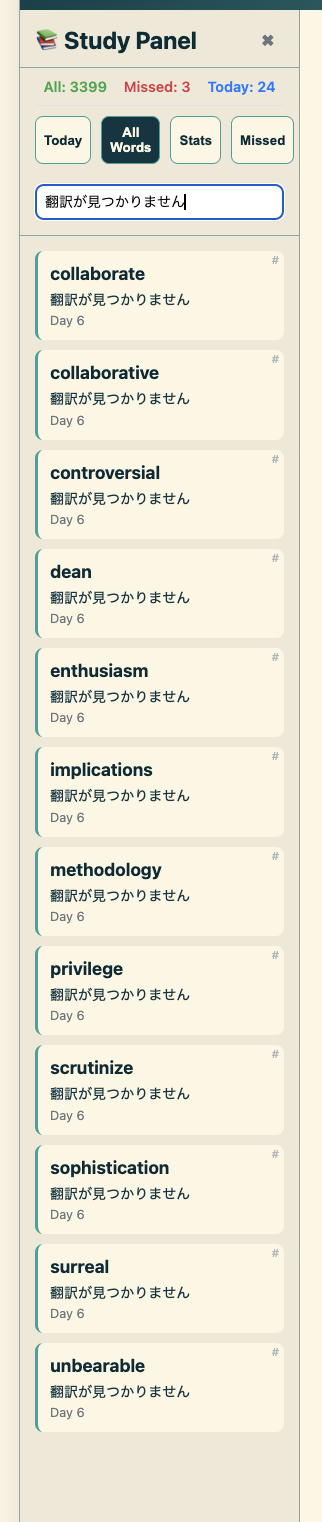 📚 Study Panel ✖
All: 3399 Missed: 3 Today: 24
Today
All Words
Stats
Missed
翻訳が見つかりません
#
collaborate
翻訳が見つかりません
Day 6
#
collaborative
翻訳が見つかりません
Day 6
#
controversial
翻訳が見つかりません
Day 6
#
dean
翻訳が見つかりません
Day 6
#
enthusiasm
翻訳が見つかりません
Day 6
#
implications
翻訳が見つかりません
Day 6
#
methodology
翻訳が見つかりません
Day 6
#
privilege
翻訳が見つかりません
Day 6
#
scrutinize
翻訳が見つかりません
Day 6
#
sophistication
翻訳が見つかりません
Day 6
#
surreal
翻訳が見つかりません
Day 6
#
unbearable
翻訳が見つかりません
Day 6